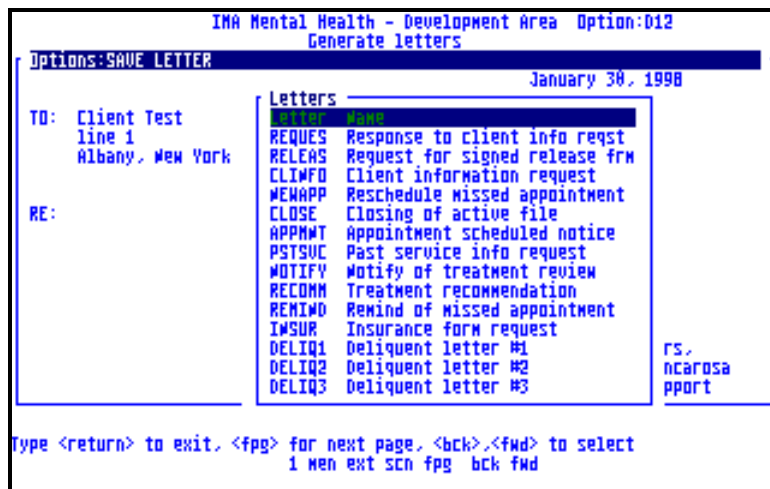 IMA Mental Health - Development Area Option:D12
Generate letters
Options:SAVE LETTER
January 30, 1998
TO: Client Test
line 1
Albany, New York
RE:
Letters
Letter Name
REQUES Response to client info reqst
RELEAS Request for signed release frm
CLINFO Client information request
NEWAPP Reschedule missed appointment
CLOSE Closing of active file
APPMNT Appointment scheduled notice
PSTSVC Past service info request
NOTIFY Notify of treatment review
RECOMM Treatment recommendation
REMIND Remind of missed appointment
INSUR Insurance form request
DELIQ1 Deliquent letter #1
DELIQ2 Deliquent letter #2
DELIQ3 Deliquent letter #3
rs,
ncarosa
pport
Type <return> to exit, <fpg> for next page, <bck>,<fwd> to select
1 men ext scn fpg bck fwd